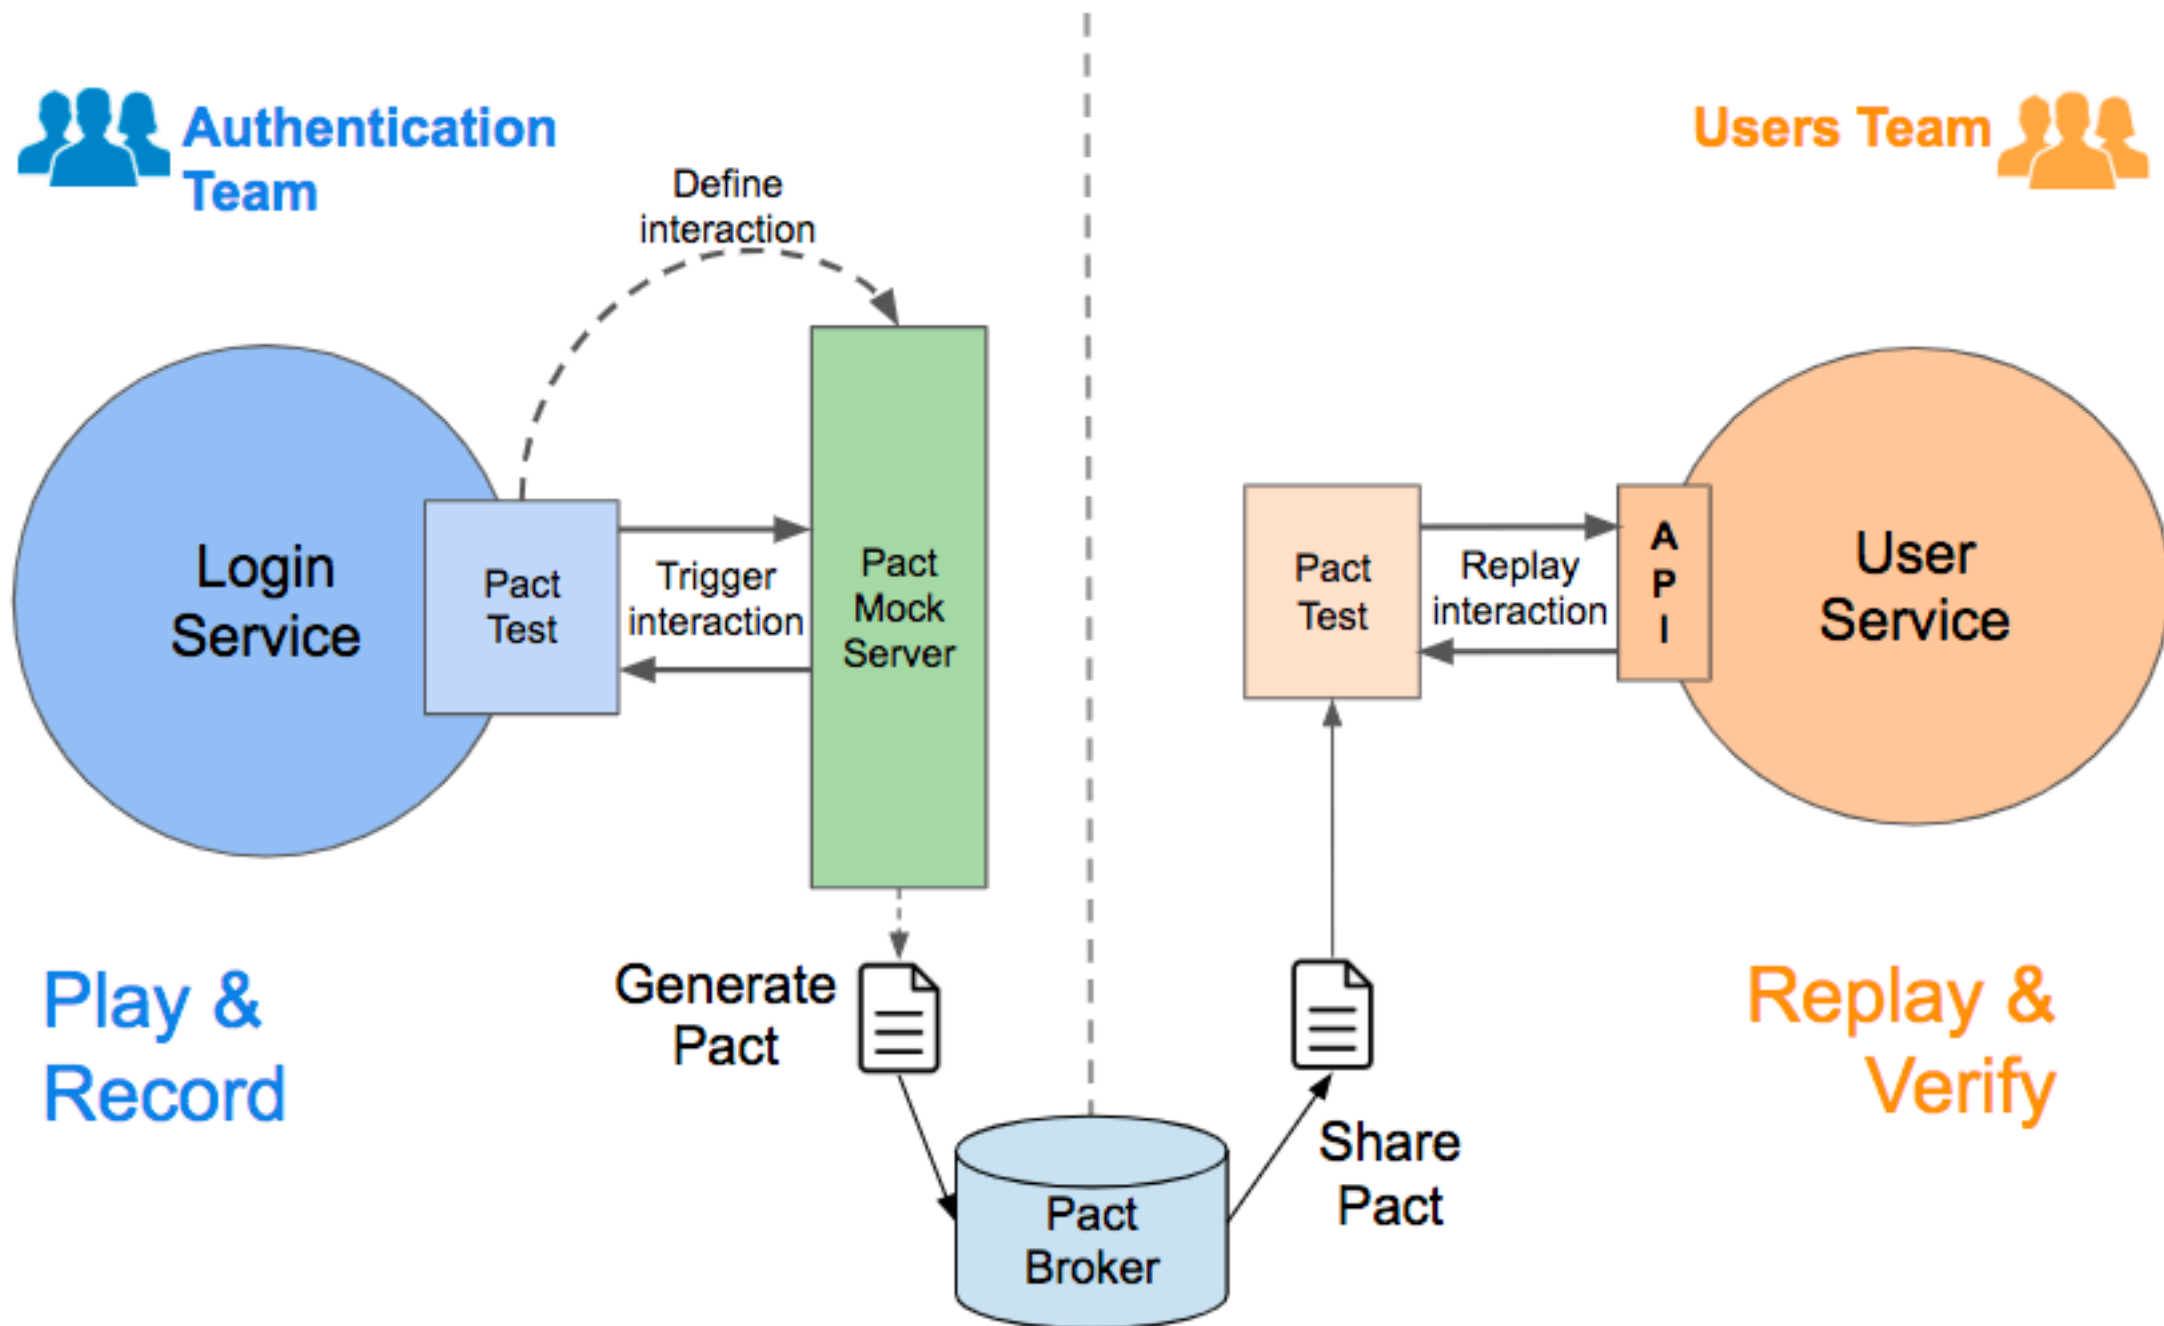 Authentication
Team
Users Team
Define
interaction
Login
Service
Pact
Test
Trigger
interaction
Pact
Mock
Server
Pact
Test
Replay
interaction
A
P
I
User
Service
Play &
Record
Generate
Pact
Replay &
Verify
Share
Pact
Pact
Broker